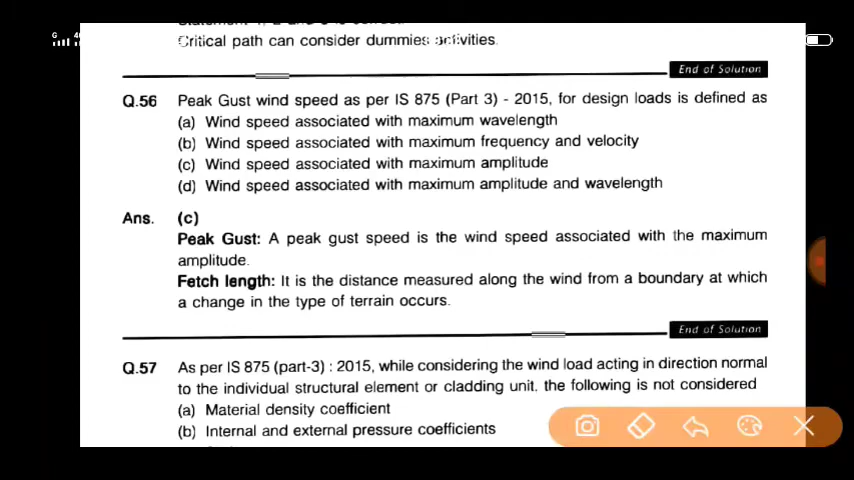 Critical path can consider dummies activities.
End of Solution
Q.56 Peak Gust wind speed as per IS 875 (Part 3) - 2015, for design loads is defined as
(a) Wind speed associated with maximum wavelength
(b) Wind speed associated with maximum frequency and velocity
(c) Wind speed associated with maximum amplitude
(d) Wind speed associated with maximum amplitude and wavelength
Ans. (c)
Peak Gust: A peak gust speed is the wind speed associated with the maximum
amplitude.
Fetch length: It is the distance measured along the wind from a boundary at which
a change in the type of terrain occurs.
End of Solution
Q.57 As per IS 875 (part-3) : 2015, while considering the wind load acting in direction normal
to the individual structural element or cladding unit, the following is not considered
(a) Material density coefficient
(b) Internal and external pressure coefficients